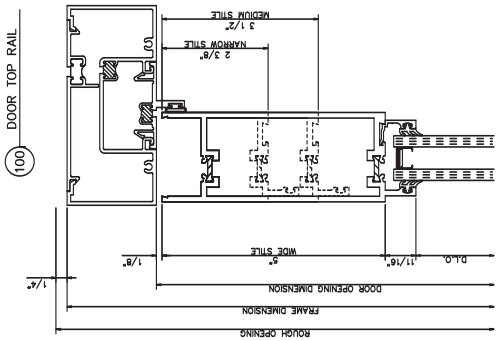 100
DOOR TOP RAIL
3 1/2"
MEDIUM STILE
2 3/8"
NARROW STILE
1/4"
1/8"
5"
WIDE STILE
11/16"
D.L.O.
DOOR OPENING DIMENSION
FRAME DIMENSION
ROUGH OPENING